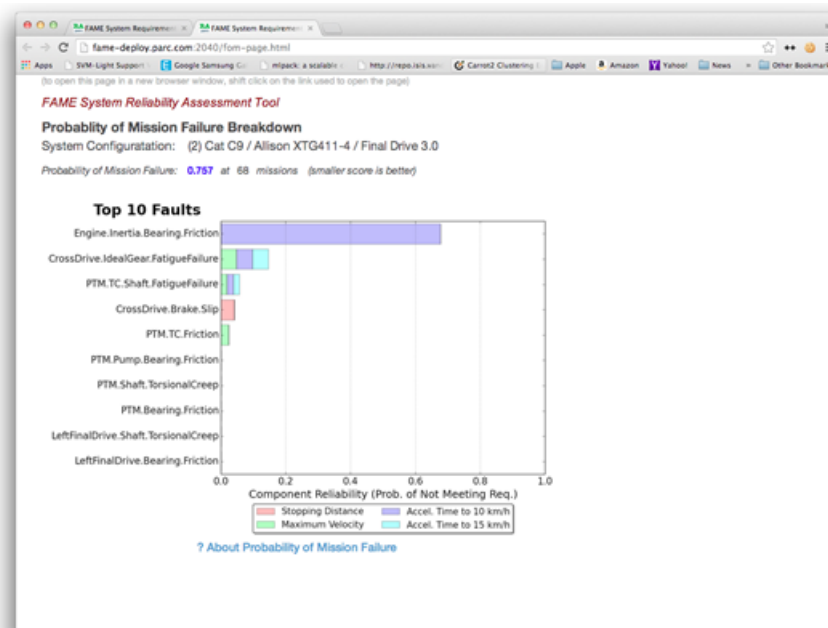 FAME System Requiremen
FAME System Requiremen
fame-deploy.parc.com:2040/fom-page.html
Apps SVM-Light Support Google Samsung mlpack: a scalable http://repo.isis. Carrot2 Clustering Apple Amazon Yahoo! News » Other Bookmark
(to open this page in a new browser window, shift click on the link used to open the page)
FAME System Reliability Assessment Tool
Probablity of Mission Failure Breakdown
System Configuratation: (2) Cat C9 / Allison XTG411-4 / Final Drive 3.0
Probability of Mission Failure: 0.757 at 68 missions (smaller score is better)
Top 10 Faults
Engine.Inertia.Bearing.Friction
CrossDrive.IdealGear.FatigueFailure
PTM.TC.Shaft.FatigueFailure
CrossDrive.Brake.Slip
PTM.TC.Friction
PTM.Pump.Bearing.Friction
PTM.Shaft.TorsionalCreep
PTM.Bearing.Friction
LeftFinalDrive.Shaft.TorsionalCreep
LeftFinalDrive.Bearing.Friction
0.0 0.2 0.4 0.6 0.8 1.0
Component Reliability (Prob. of Not Meeting Req.)
Stopping Distance Accel. Time to 10 km/h
Maximum Velocity Accel. Time to 15 km/h
? About Probability of Mission Failure